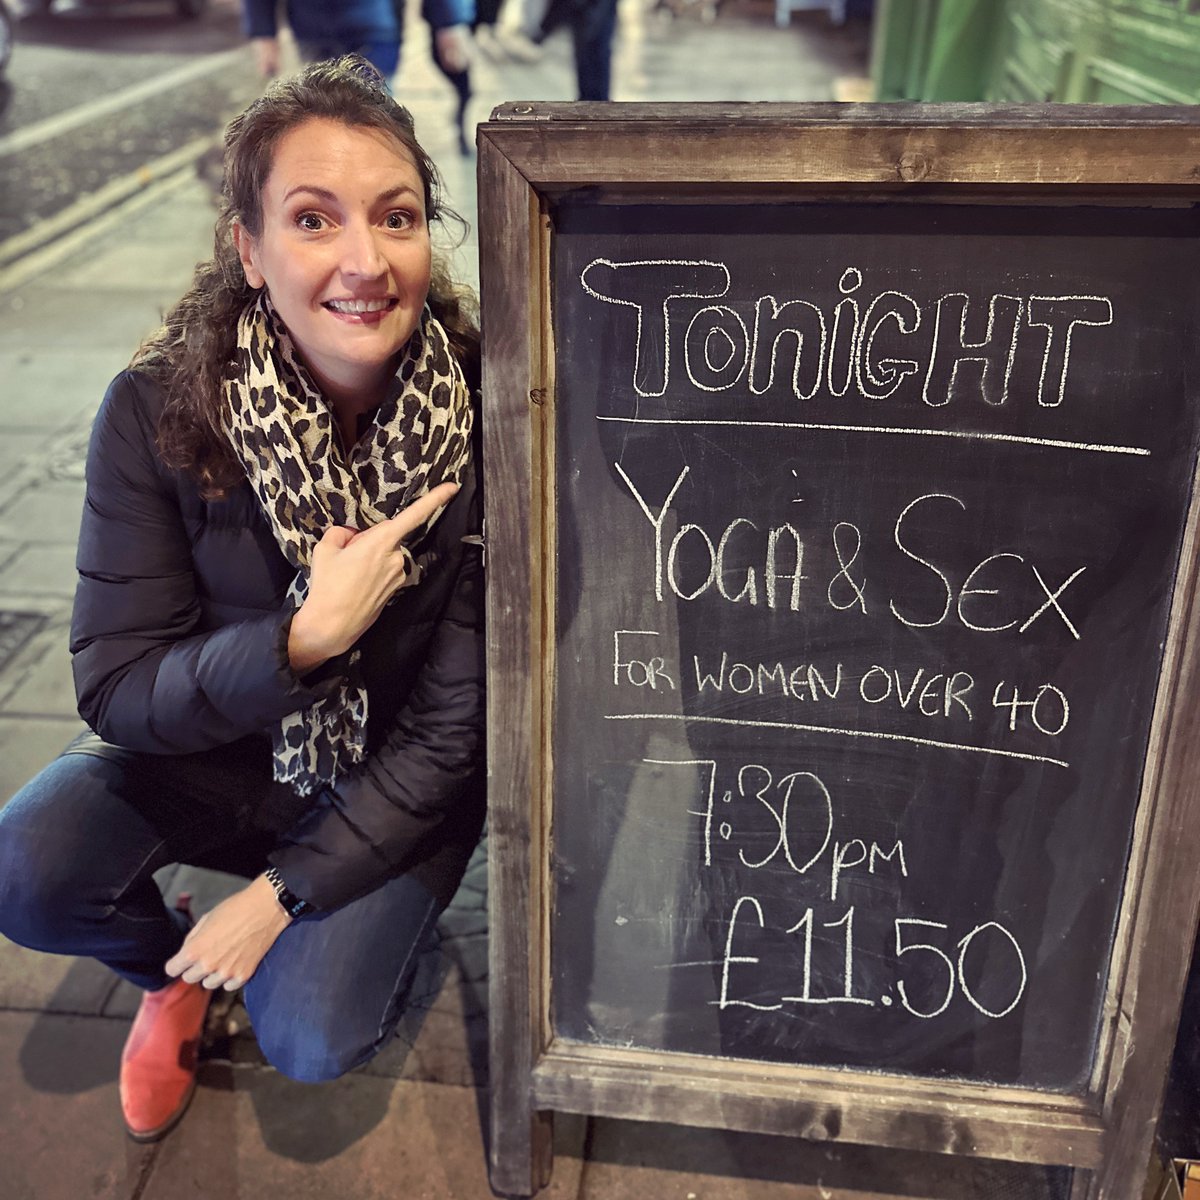 TONiGHT
YOGA & SEX
FOR WOMEN OVER 40
7:30pm
£11.50